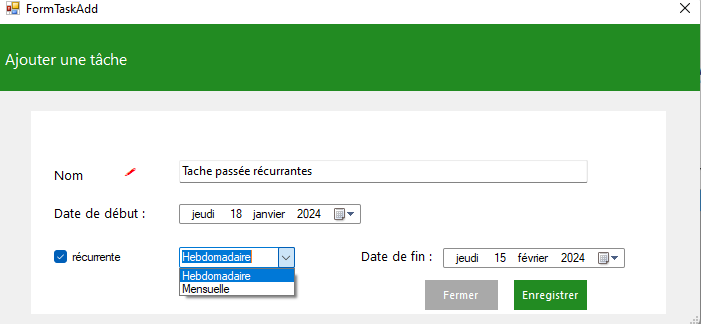 FormTaskAdd
Ajouter une tâche
Nom Tache passée récurrantes
Date de début : jeudi 18 janvier 2024
récurrente Hebdomadaire Date de fin : jeudi 15 février 2024
Hebdomadaire
Mensuelle
Fermer Enregistrer